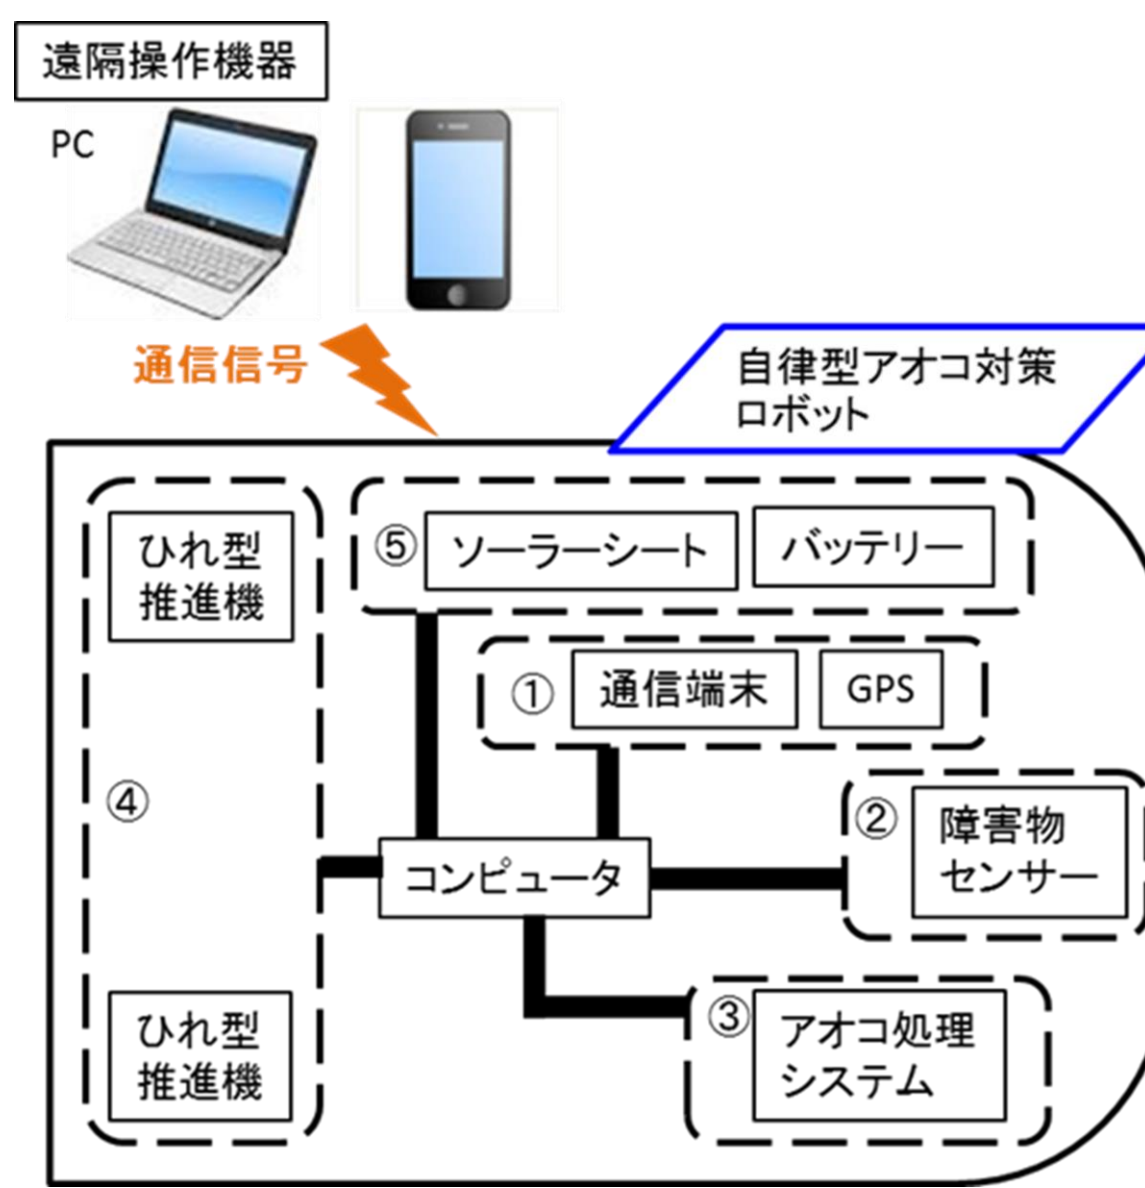 遠隔操作機器
PC
通信信号
自律型アオコ対策
ロボット
ひれ型
推進機
⑤
ソーラーシート
バッテリー
①
通信端末
GPS
④
②
障害物
センサー
コンピュータ
③
アオコ処理
システム
ひれ型
推進機